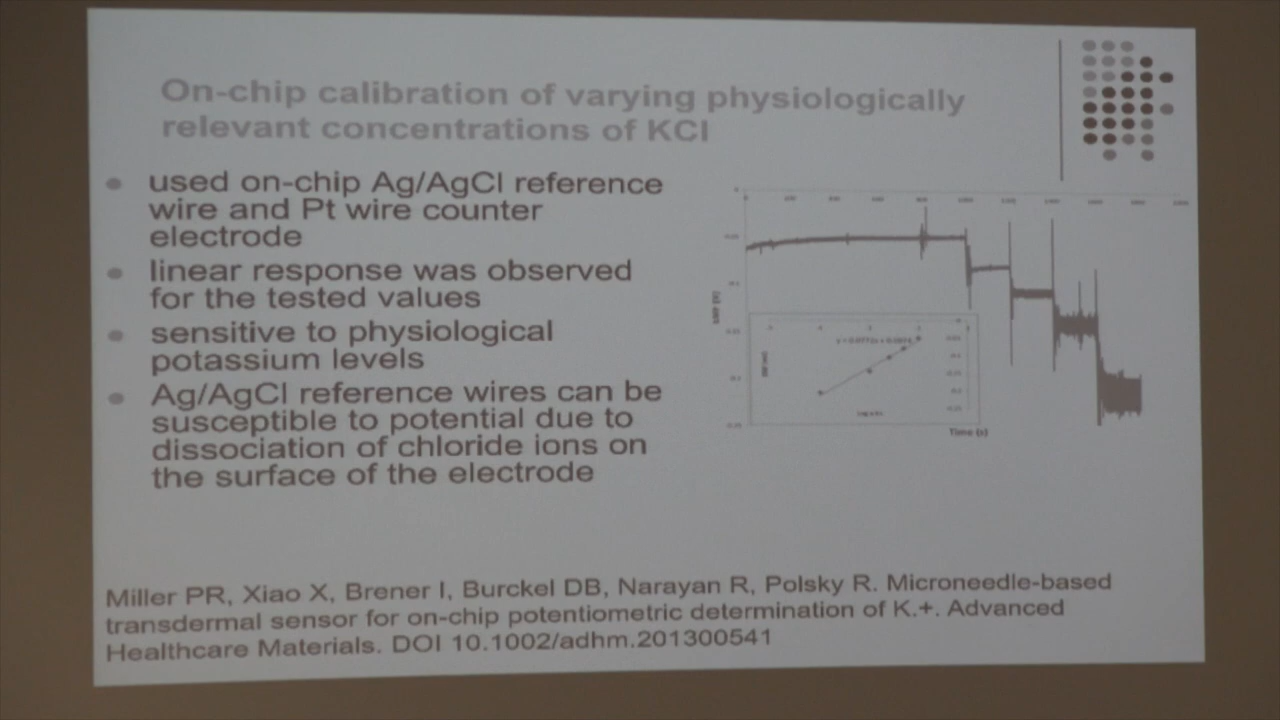 On-chip calibration of varying physiologically
relevant concentrations of KCl
used on-chip Ag/AgCl reference
wire and Pt wire counter
electrode
linear response was observed
for the tested values
sensitive to physiological
potassium levels
Ag/AgCl reference wires can be
susceptible to potential due to
dissociation of chloride ions on
the surface of the electrode
Time (s)
Miller PR, Xiao X, Brener I, Burckel DB, Narayan R, Polsky R. Microneedle-based
transdermal sensor for on-chip potentiometric determination of K.+. Advanced
Healthcare Materials. DOI 10.1002/adhm.201300541